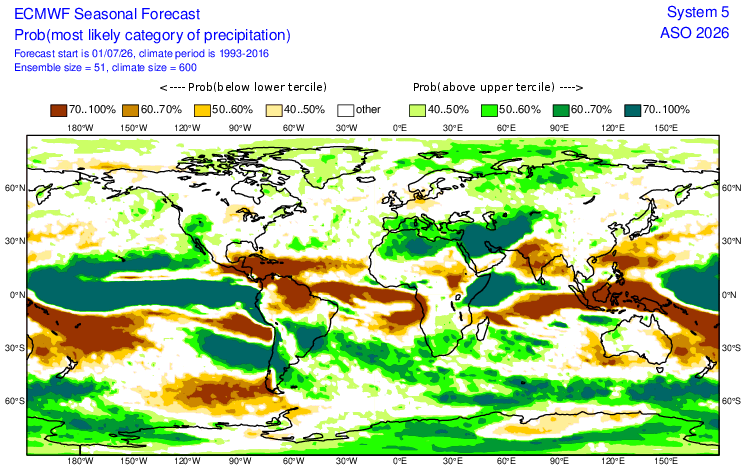 ECMWF Seasonal Forecast
System 5
Prob(most likely category of precipitation)
ASO 2026
Forecast start is 01/07/26, climate period is 1993-2016
Ensemble size = 51, climate size = 600
<---- Prob(below lower tercile)
Prob(above upper tercile) ---->
70..100% 60..70% 50..60% 40..50% other 40..50% 50..60% 60..70% 70..100%
180°W 150°W 120°W 90°W 60°W 30°W 0°E 30°E 60°E 90°E 120°E 150°E
60°N 60°N
30°N 30°N
0°N 0°N
30°S 30°S
60°S 60°S
180°W 150°W 120°W 90°W 60°W 30°W 0°E 30°E 60°E 90°E 120°E 150°E